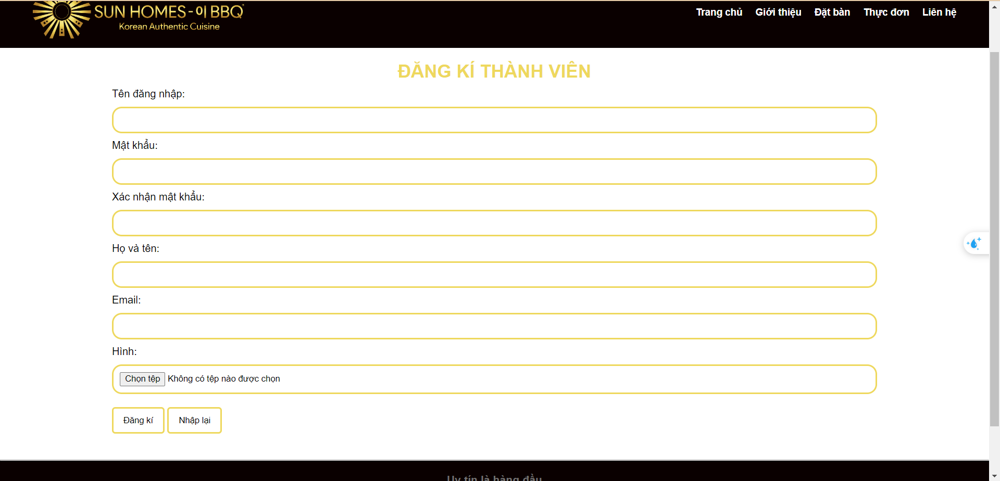 SUN HOMES - 이 BBQ
Korean Authentic Cuisine
Trang chủ Giới thiệu Đặt bàn Thực đơn Liên hệ
ĐĂNG KÍ THÀNH VIÊN
Tên đăng nhập:
Mật khẩu:
Xác nhận mật khẩu:
Họ và tên:
Email:
Hình:
Chọn tệp Không có tệp nào được chọn
Đăng kí Nhập lại
Uy tín là hàng đầu